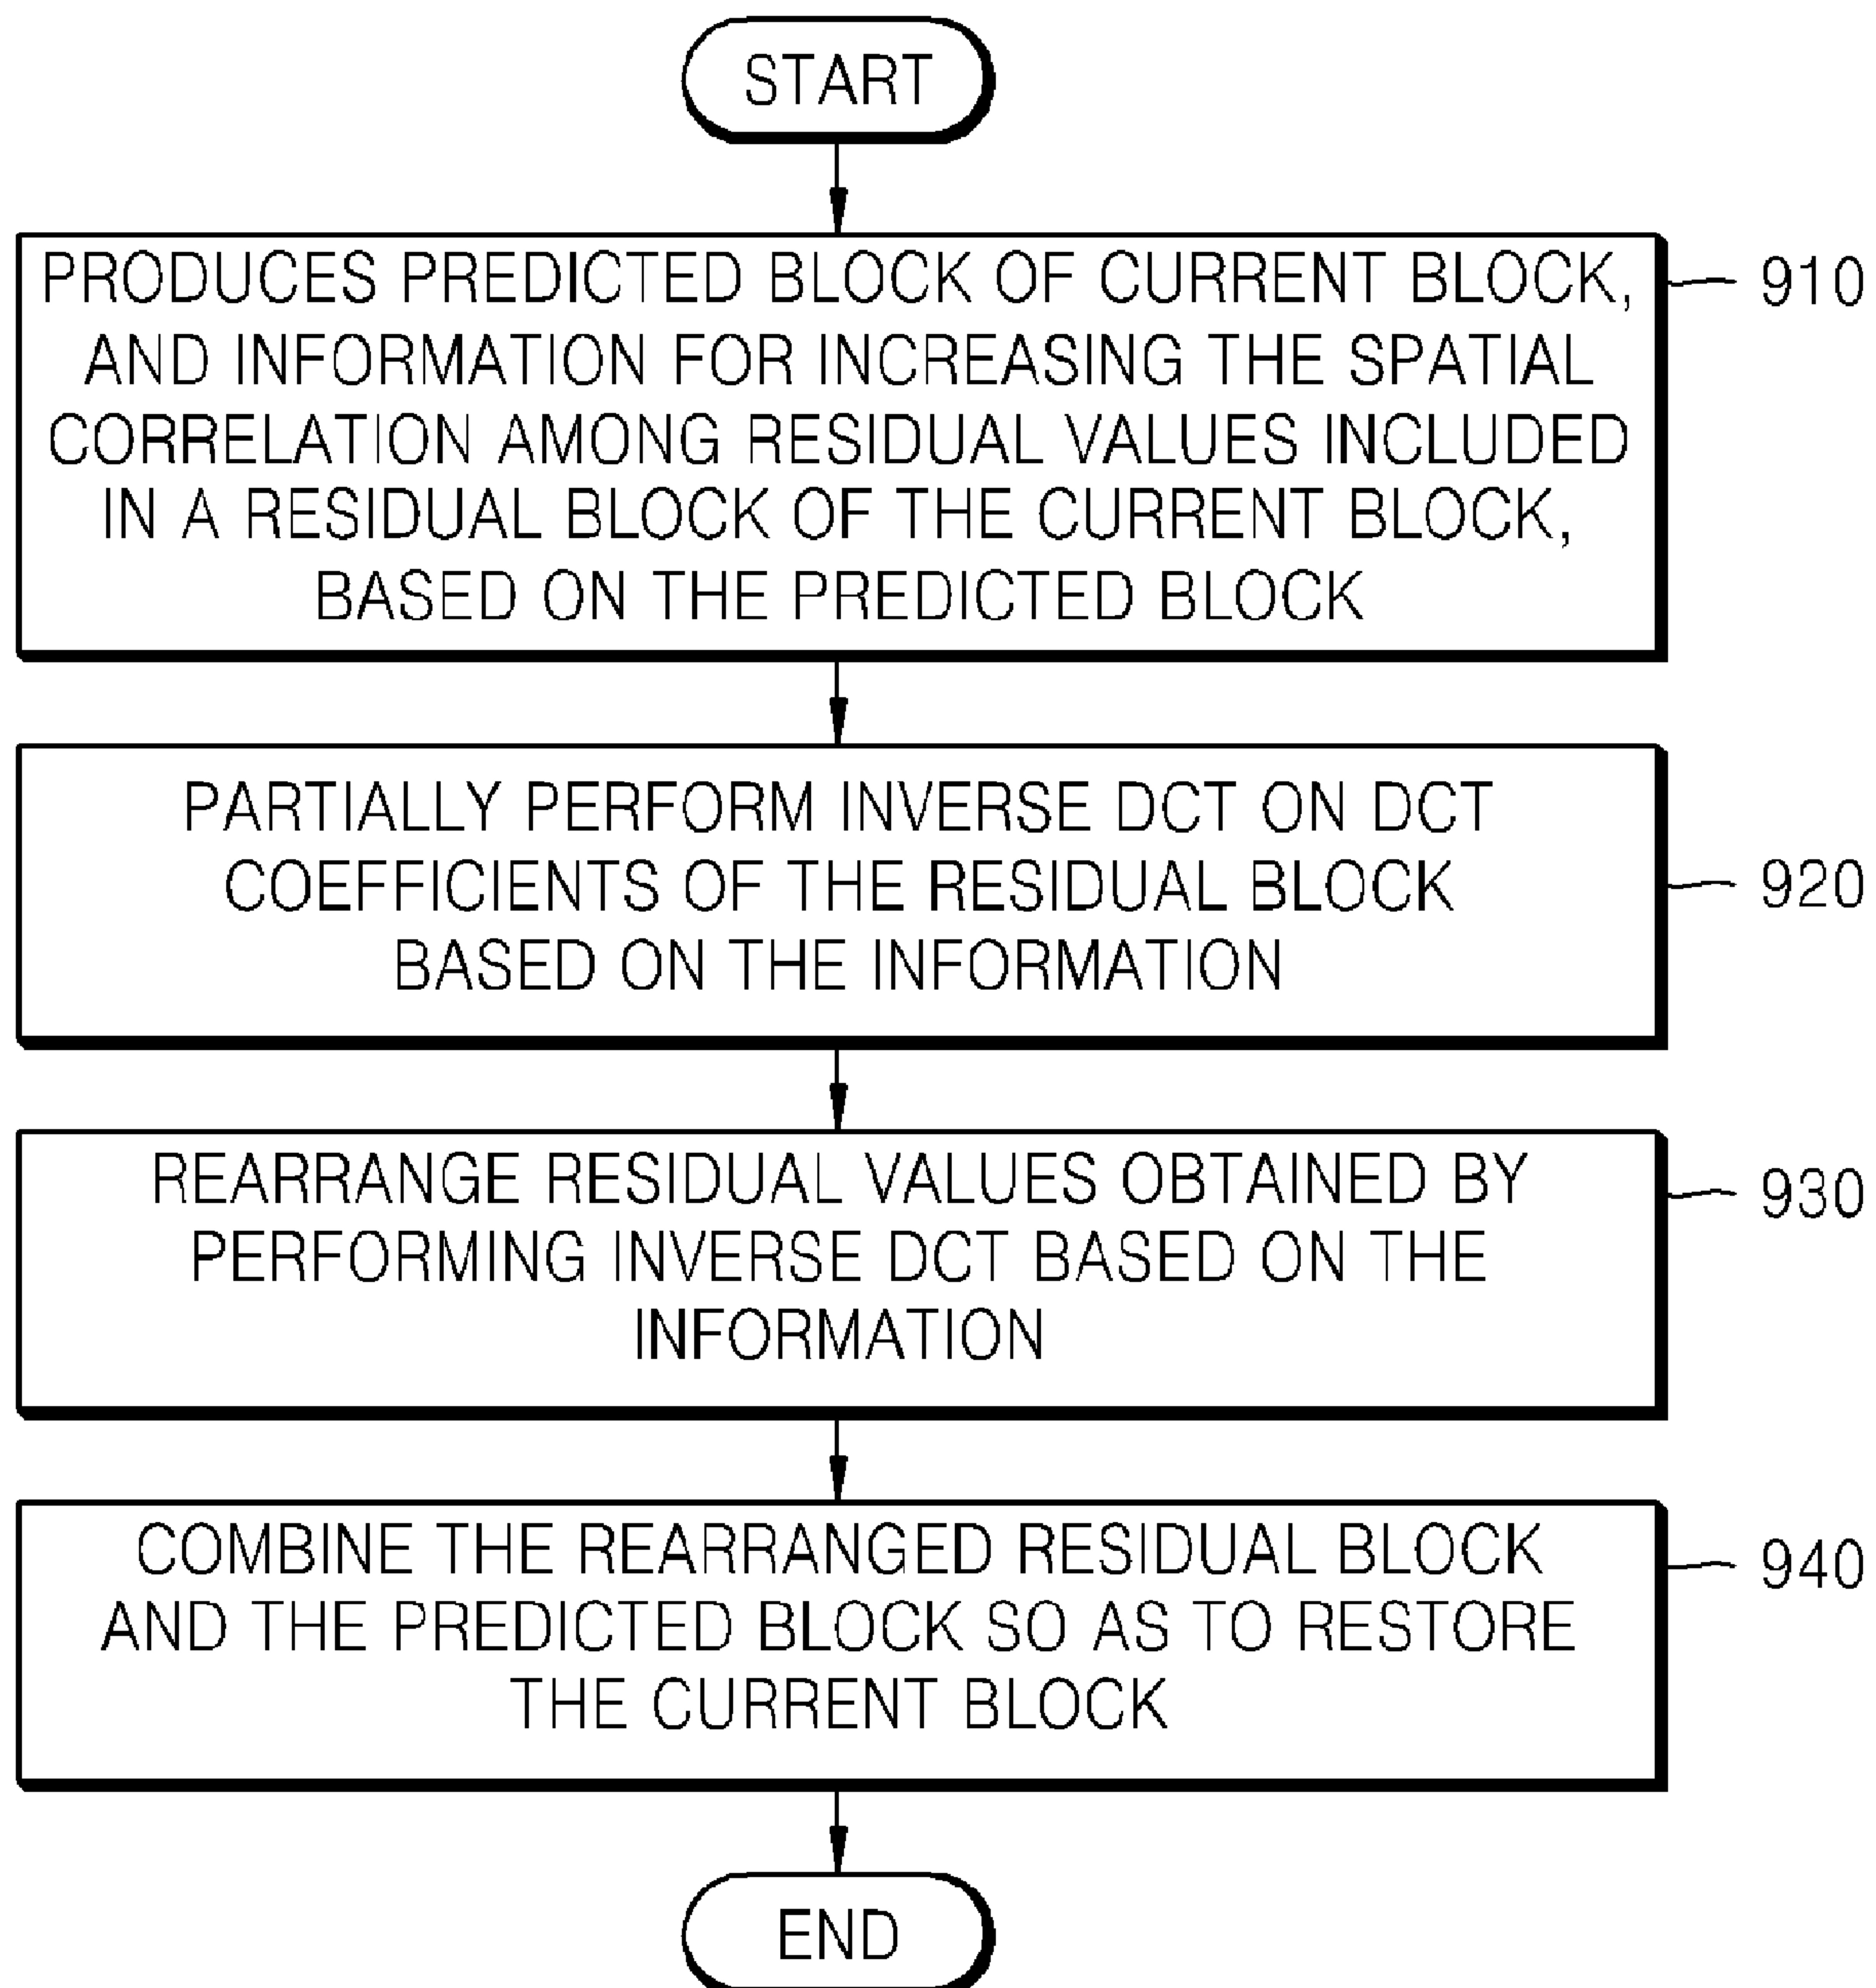 START
PRODUCES PREDICTED BLOCK OF CURRENT BLOCK,
AND INFORMATION FOR INCREASING THE SPATIAL
CORRELATION AMONG RESIDUAL VALUES INCLUDED
IN A RESIDUAL BLOCK OF THE CURRENT BLOCK,
BASED ON THE PREDICTED BLOCK
910
PARTIALLY PERFORM INVERSE DCT ON DCT
COEFFICIENTS OF THE RESIDUAL BLOCK
BASED ON THE INFORMATION
920
REARRANGE RESIDUAL VALUES OBTAINED BY
PERFORMING INVERSE DCT BASED ON THE
INFORMATION
930
COMBINE THE REARRANGED RESIDUAL BLOCK
AND THE PREDICTED BLOCK SO AS TO RESTORE
THE CURRENT BLOCK
940
END